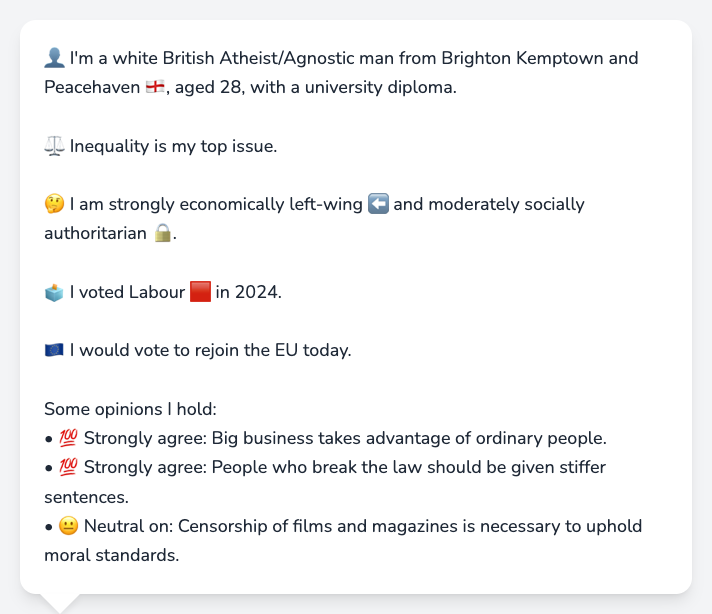 👤 I'm a white British Atheist/Agnostic man from Brighton Kemptown and
Peacehaven 🏴󠁧󠁢󠁥󠁮󠁧󠁿, aged 28, with a university diploma.
⚖️ Inequality is my top issue.
🤔 I am strongly economically left-wing ⬅️ and moderately socially
authoritarian 🔒.
🗳️ I voted Labour 🟥 in 2024.
🇪🇺 I would vote to rejoin the EU today.
Some opinions I hold:
• 💯 Strongly agree: Big business takes advantage of ordinary people.
• 💯 Strongly agree: People who break the law should be given stiffer
sentences.
• 😐 Neutral on: Censorship of films and magazines is necessary to uphold
moral standards.